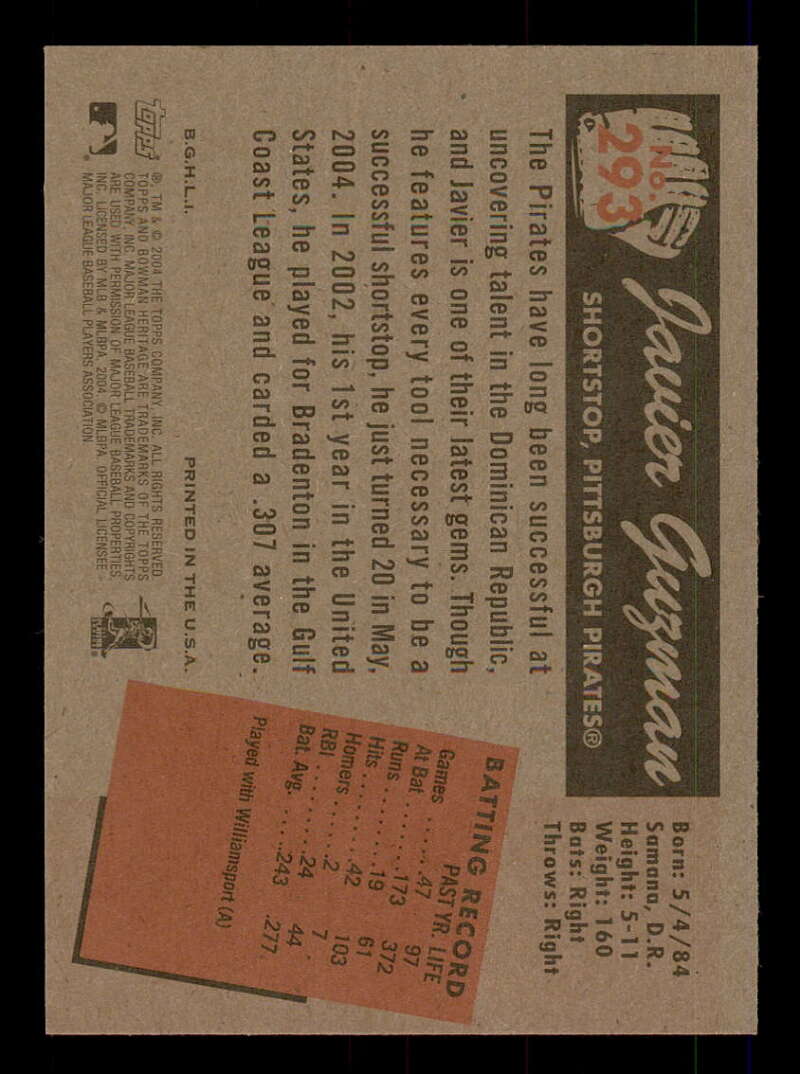 No.
293
Javier Guzman
SHORTSTOP, PITTSBURGH PIRATES®
Born: 5/4/84
Samana, D.R.
Height: 5-11
Weight: 160
Bats: Right
Throws: Right
The Pirates have long been successful at
uncovering talent in the Dominican Republic,
and Javier is one of their latest gems. Though
he features every tool necessary to be a
successful shortstop, he just turned 20 in May,
2004. In 2002, his 1st year in the United
States, he played for Bradenton in the Gulf
Coast League and carded a .307 average.
BATTING RECORD
PAST YR. LIFE
Games ......47 97
At Bat .......173 372
Runs .........19 61
Hits ..........42 103
Homers .......2 7
RBI ..........24 44
Bat. Avg. .....243 .277
Played with Williamsport (A)
B.G.H.L.I. PRINTED IN THE U.S.A.
Topps
®, TM & © 2004 THE TOPPS COMPANY, INC. ALL RIGHTS RESERVED.
TOPPS AND BOWMAN HERITAGE ARE TRADEMARKS OF THE TOPPS
COMPANY, INC. MAJOR LEAGUE BASEBALL TRADEMARKS AND COPYRIGHTS
ARE USED WITH PERMISSION OF MAJOR LEAGUE BASEBALL PROPERTIES,
INC. LICENSED BY MLB & MLBPA, 2004. © MLBPA. OFFICIAL LICENSEE -
MAJOR LEAGUE BASEBALL PLAYERS ASSOCIATION.